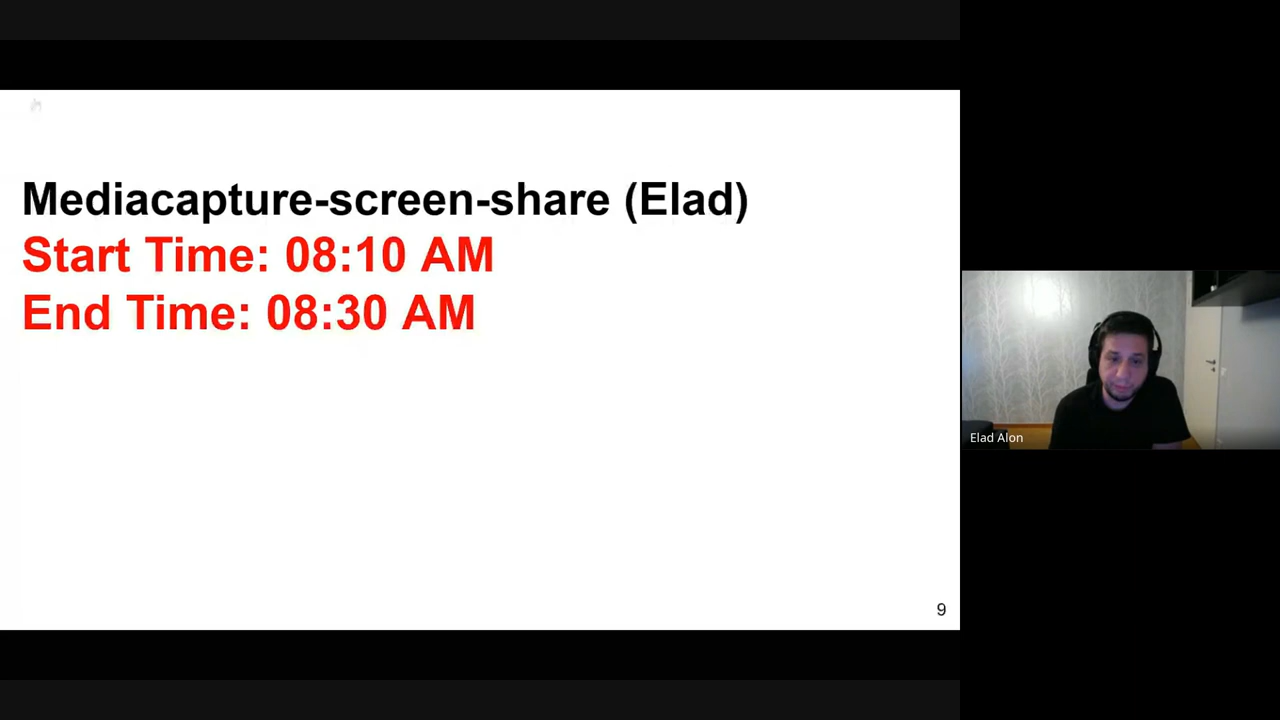 Mediacapture-screen-share (Elad)
Start Time: 08:10 AM
End Time: 08:30 AM
9
Elad Alon